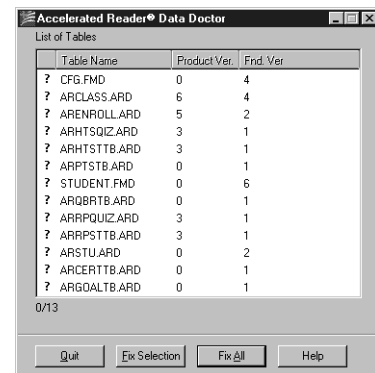 Accelerated Reader® Data Doctor
List of Tables
Table Name Product Ver. Fnd. Ver
? CFG.FMD 0 4
? ARCLASS.ARD 6 4
? ARENROLL.ARD 5 2
? ARHTSQIZ.ARD 3 1
? ARHTSTTB.ARD 3 1
? ARPTSTB.ARD 0 1
? STUDENT.FMD 0 6
? ARQBRTB.ARD 0 1
? ARRPQUIZ.ARD 3 1
? ARRPSTTB.ARD 3 1
? ARSTU.ARD 0 2
? ARCERTTB.ARD 0 1
? ARGOALTB.ARD 0 1
0/13
Quit Fix Selection Fix All Help